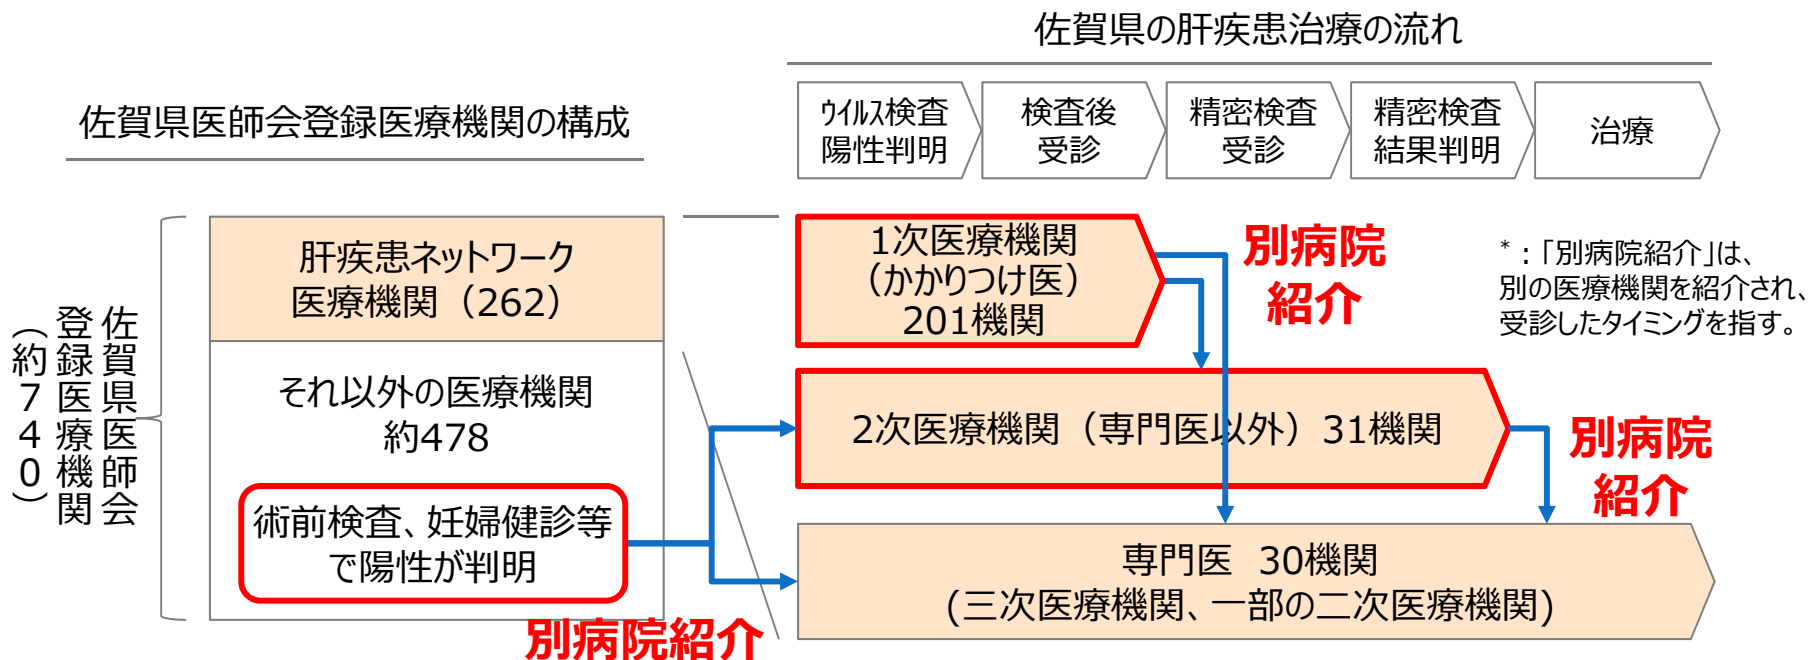 佐賀県の肝疾患治療の流れ
佐賀県医師会登録医療機関の構成
ｳｲﾙｽ検査
陽性判明
検査後
受診
精密検査
受診
精密検査
結果判明
治療
佐賀県医師会
登録医療機関
（約７４０）
肝疾患ネットワーク
医療機関（262）
それ以外の医療機関
約478
術前検査、妊婦健診等
で陽性が判明
別病院紹介
1次医療機関
（かかりつけ医）
201機関
別病院
紹介
*：「別病院紹介」は、
別の医療機関を紹介され、
受診したタイミングを指す。
2次医療機関（専門医以外）31機関
別病院
紹介
専門医 30機関
(三次医療機関、一部の二次医療機関)